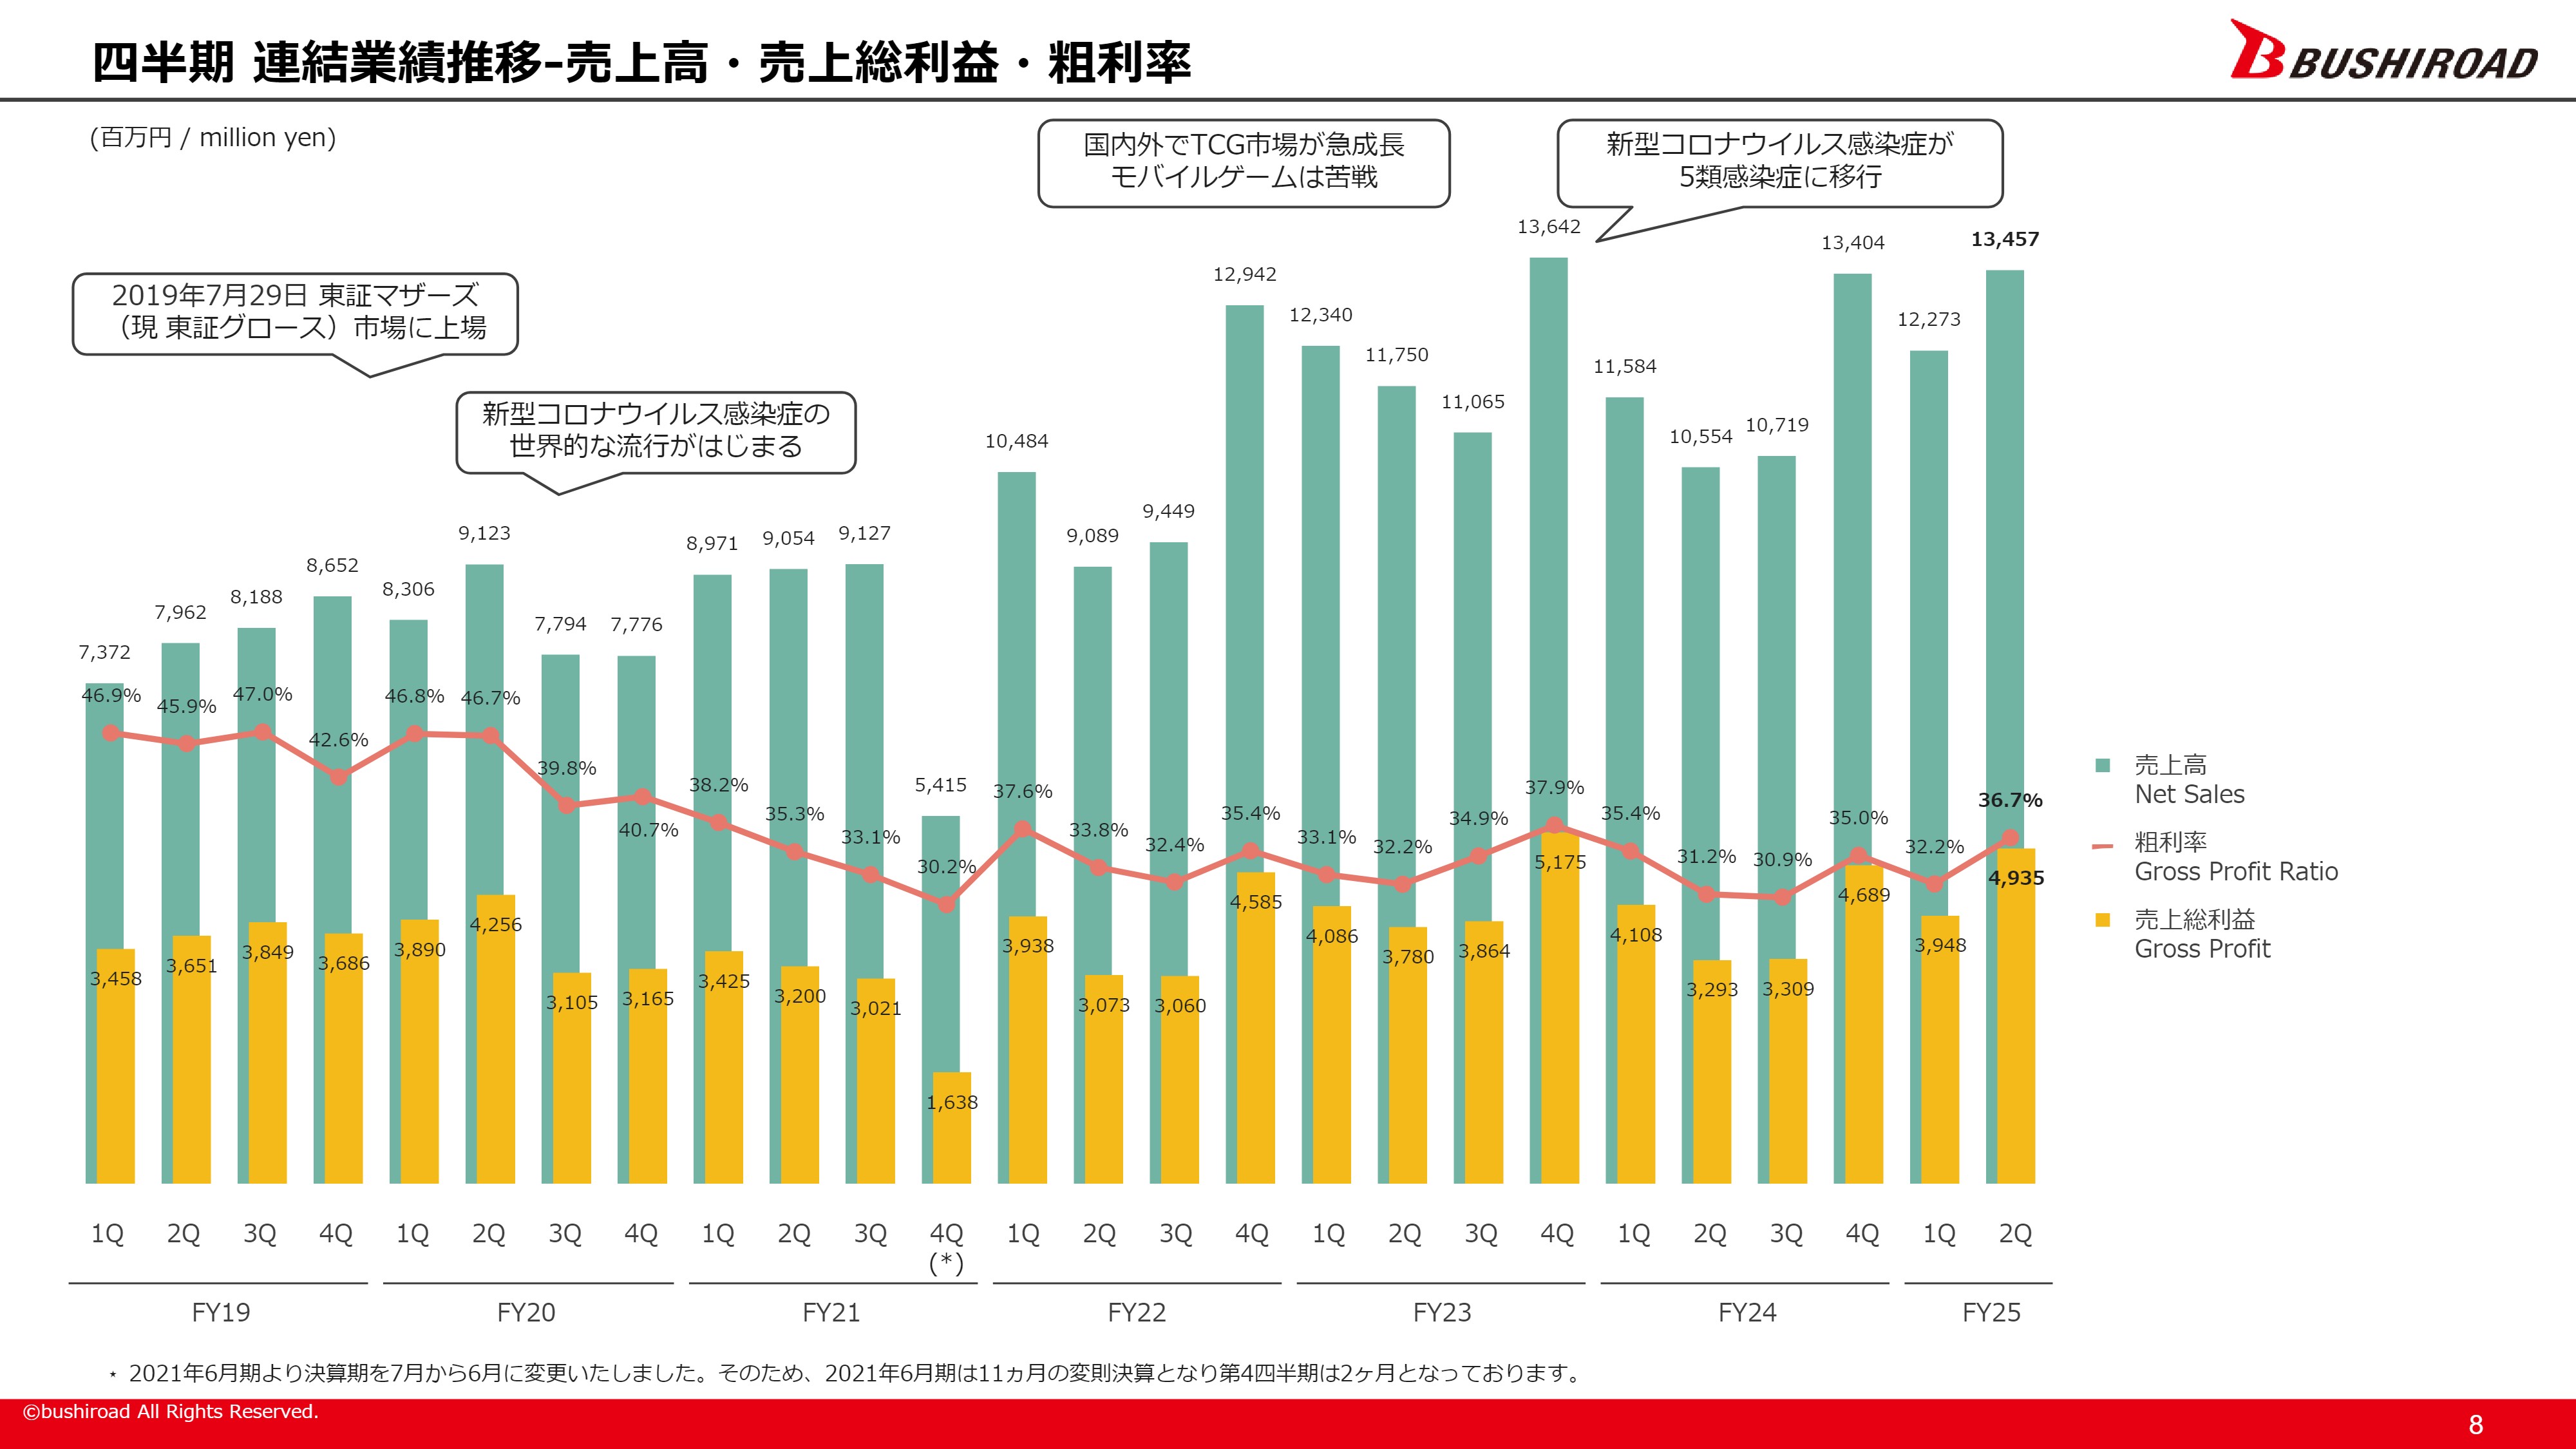 四半期 連結業績推移-売上高・売上総利益・粗利率
BUSHIROAD
(百万円 / million yen)
国内外でTCG市場が急成長
モバイルゲームは苦戦
新型コロナウイルス感染症が
5類感染症に移行
2019年7月29日 東証マザーズ
（現 東証グロース）市場に上場
新型コロナウイルス感染症の
世界的な流行がはじまる
7,372 7,962 8,188 8,652 8,306 9,123 7,794 7,776 8,971 9,054 9,127 5,415 10,484 9,089 9,449 12,942 12,340 11,750 11,065 13,642 11,584 10,554 10,719 13,404 12,273 13,457
46.9% 45.9% 47.0% 42.6% 46.8% 46.7% 39.8% 40.7% 38.2% 35.3% 33.1% 30.2% 37.6% 33.8% 32.4% 35.4% 33.1% 32.2% 34.9% 37.9% 35.4% 31.2% 30.9% 35.0% 32.2% 36.7%
3,458 3,651 3,849 3,686 3,890 4,256 3,105 3,165 3,425 3,200 3,021 1,638 3,938 3,073 3,060 4,585 4,086 3,780 3,864 5,175 4,108 3,293 3,309 4,689 3,948 4,935
売上高
Net Sales
粗利率
Gross Profit Ratio
売上総利益
Gross Profit
1Q 2Q 3Q 4Q 1Q 2Q 3Q 4Q 1Q 2Q 3Q 4Q 1Q 2Q 3Q 4Q 1Q 2Q 3Q 4Q 1Q 2Q 3Q 4Q 1Q 2Q
(*)
FY19 FY20 FY21 FY22 FY23 FY24 FY25
* 2021年6月期より決算期を7月から6月に変更いたしました。そのため、2021年6月期は11ヵ月の変則決算となり第4四半期は2ヶ月となっております。
©bushiroad All Rights Reserved.
8